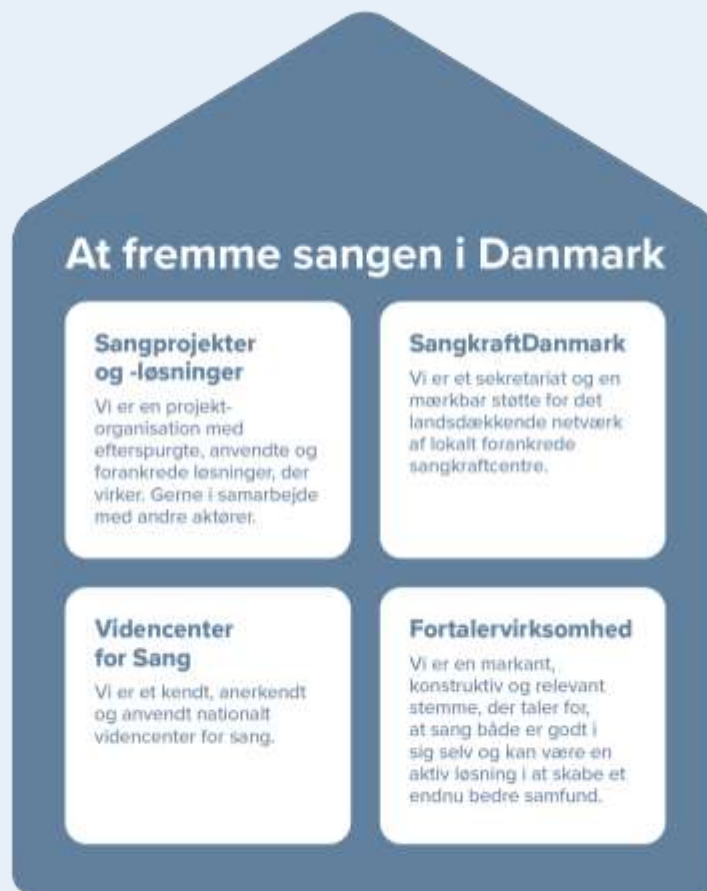 At fremme sangen i Danmark
Sangprojekter
og -løsninger
Vi er en projekt-
organisation med
efterspurgte, anvendte og
forankrede løsninger, der
virker. Gerne i samarbejde
med andre aktører.
SangkraftDanmark
Vi er et sekretariat og en
mærkbar støtte for det
landsdækkende netværk
af lokalt forankrede
sangkraftcentre.
Videncenter
for Sang
Vi er et kendt, anerkendt
og anvendt nationalt
videncenter for sang.
Fortalervirksomhed
Vi er en markant,
konstruktiv og relevant
stemme, der taler for,
at sang både er godt i
sig selv og kan være en
aktiv løsning i at skabe et
endnu bedre samfund.